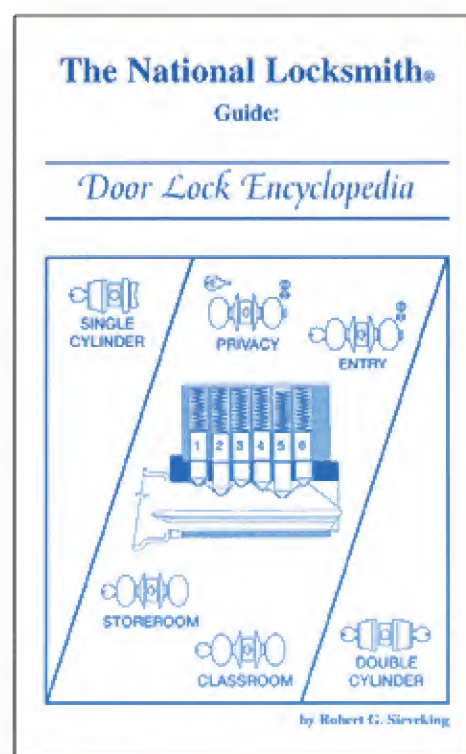 The National Locksmith®
Guide:
Door Lock Encyclopedia
SINGLE
CYLINDER
PRIVACY
ENTRY
1 2 3 4 5 6
STOREROOM
CLASSROOM
DOUBLE
CYLINDER
by Robert G. Sieveking